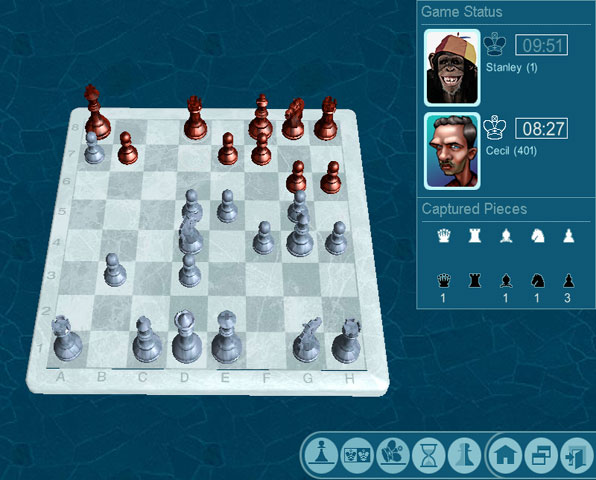 Game Status
09:51
Stanley (1)
08:27
Cecil (401)
Captured Pieces
1 1 1 3
8
7
6
5
4
3
2
1
A B C D E F G H